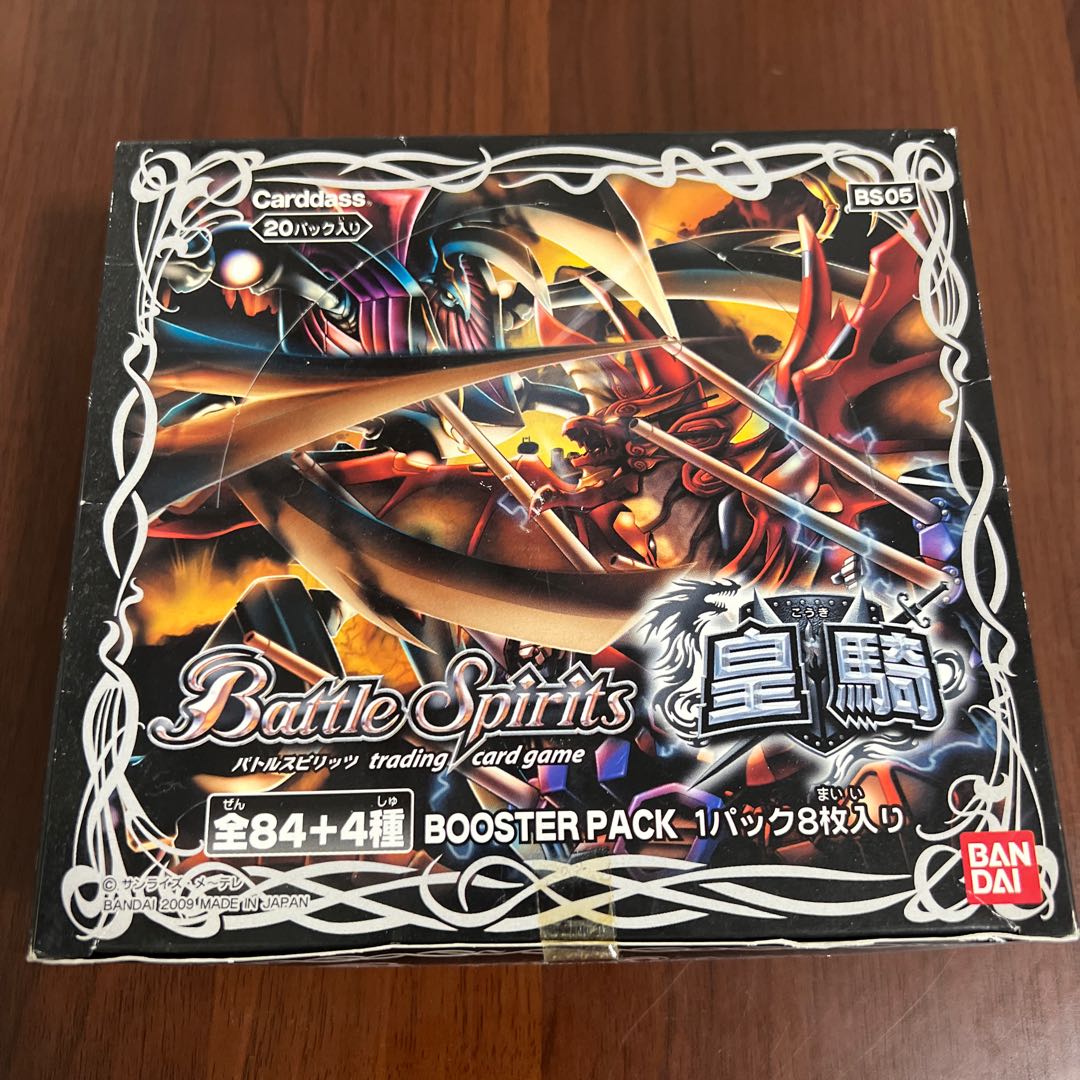 Carddass®
20パック入り
BS05
こうき
皇騎
Battle Spirits
バトルスピリッツ trading card game
ぜん しゅ
全84+4種
まい い
BOOSTER PACK 1パック8枚入り
BAN
DAI
© サンライズ・メ〜テレ
BANDAI 2009 MADE IN JAPAN